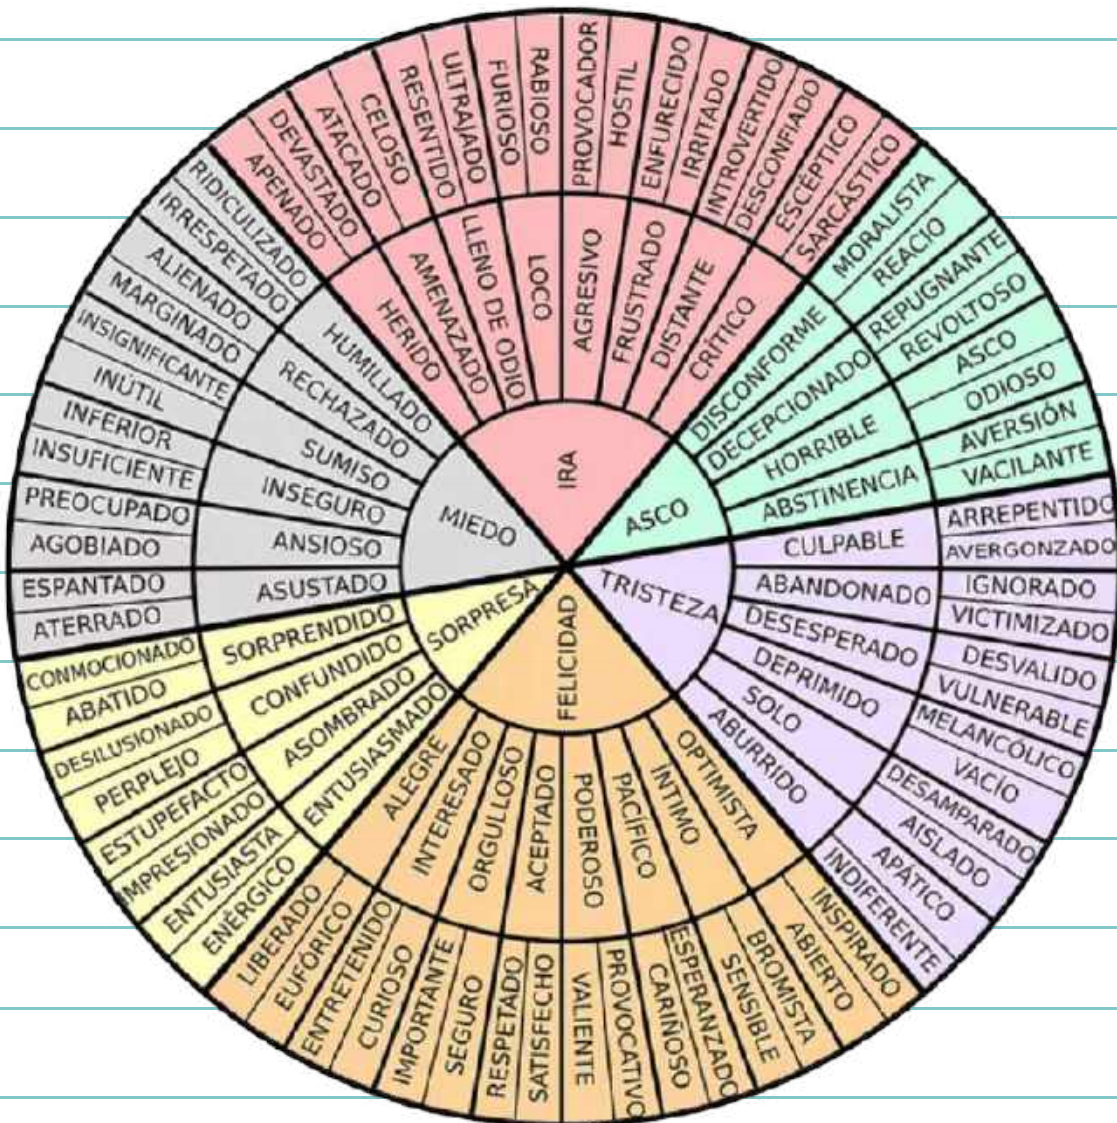 IRA
HERIDO
APENADO
DEVASTADO
AMENAZADO
ATACADO
CELOSO
LLENO DE ODIO
RESENTIDO
ULTRAJADO
LOCO
FURIOSO
RABIOSO
AGRESIVO
PROVOCADOR
HOSTIL
FRUSTRADO
ENFURECIDO
IRRITADO
DISTANTE
INTROVERTIDO
DESCONFIADO
CRÍTICO
ESCÉPTICO
SARCÁSTICO
ASCO
DISCONFORME
MORALISTA
REACIO
DECEPCIONADO
REPUGNANTE
REVOLTOSO
HORRIBLE
ASCO
ODIOSO
ABSTINENCIA
AVERSIÓN
VACILANTE
TRISTEZA
CULPABLE
ARREPENTIDO
AVERGONZADO
ABANDONADO
IGNORADO
VICTIMIZADO
DESESPERADO
DESVALIDO
VULNERABLE
DEPRIMIDO
MELANCÓLICO
VACÍO
SOLO
DESAMPARADO
AISLADO
ABURRIDO
APÁTICO
INDIFERENTE
FELICIDAD
OPTIMISTA
INSPIRADO
ABIERTO
ÍNTIMO
BROMISTA
SENSIBLE
PACÍFICO
ESPERANZADO
CARIÑOSO
PODEROSO
PROVOCATIVO
VALIENTE
ACEPTADO
SATISFECHO
RESPETADO
ORGULLOSO
SEGURO
IMPORTANTE
INTERESADO
CURIOSO
ENTRETENIDO
ALEGRE
EUFÓRICO
LIBERADO
SORPRESA
ENTUSIASMADO
ENÉRGICO
ENTUSIASTA
ASOMBRADO
IMPRESIONADO
ESTUPEFACTO
CONFUNDIDO
PERPLEJO
DESILUSIONADO
SORPRENDIDO
ABATIDO
CONMOCIONADO
MIEDO
ASUSTADO
ATERRADO
ESPANTADO
ANSIOSO
AGOBIADO
PREOCUPADO
INSEGURO
INSUFICIENTE
INFERIOR
SUMISO
INÚTIL
INSIGNIFICANTE
RECHAZADO
MARGINADO
ALIENADO
HUMILLADO
IRRESPETADO
RIDICULIZADO